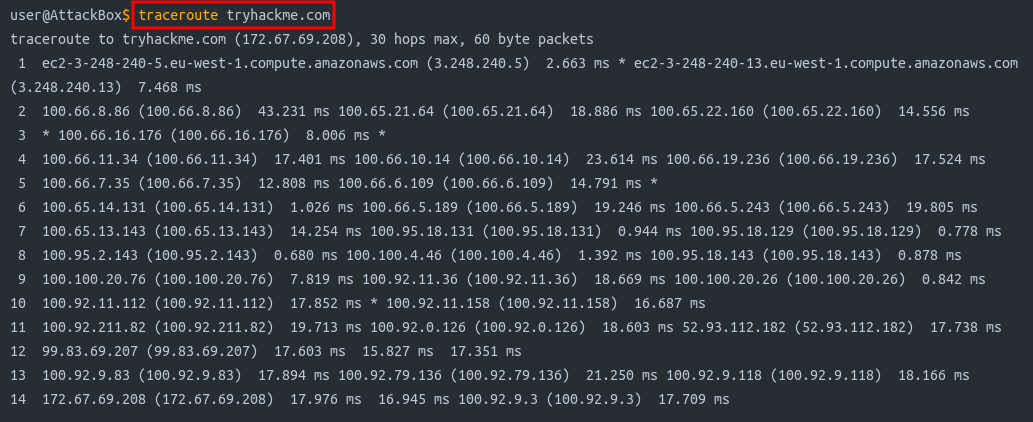 user@AttackBox$ traceroute tryhackme.com
traceroute to tryhackme.com (172.67.69.208), 30 hops max, 60 byte packets
 1  ec2-3-248-240-5.eu-west-1.compute.amazonaws.com (3.248.240.5)  2.663 ms * ec2-3-248-240-13.eu-west-1.compute.amazonaws.com
(3.248.240.13)  7.468 ms
 2  100.66.8.86 (100.66.8.86)  43.231 ms 100.65.21.64 (100.65.21.64)  18.886 ms 100.65.22.160 (100.65.22.160)  14.556 ms
 3  * 100.66.16.176 (100.66.16.176)  8.006 ms *
 4  100.66.11.34 (100.66.11.34)  17.401 ms 100.66.10.14 (100.66.10.14)  23.614 ms 100.66.19.236 (100.66.19.236)  17.524 ms
 5  100.66.7.35 (100.66.7.35)  12.808 ms 100.66.6.109 (100.66.6.109)  14.791 ms *
 6  100.65.14.131 (100.65.14.131)  1.026 ms 100.66.5.189 (100.66.5.189)  19.246 ms 100.66.5.243 (100.66.5.243)  19.805 ms
 7  100.65.13.143 (100.65.13.143)  14.254 ms 100.95.18.131 (100.95.18.131)  0.944 ms 100.95.18.129 (100.95.18.129)  0.778 ms
 8  100.95.2.143 (100.95.2.143)  0.680 ms 100.100.4.46 (100.100.4.46)  1.392 ms 100.95.18.143 (100.95.18.143)  0.878 ms
 9  100.100.20.76 (100.100.20.76)  7.819 ms 100.92.11.36 (100.92.11.36)  18.669 ms 100.100.20.26 (100.100.20.26)  0.842 ms
10  100.92.11.112 (100.92.11.112)  17.852 ms * 100.92.11.158 (100.92.11.158)  16.687 ms
11  100.92.211.82 (100.92.211.82)  19.713 ms 100.92.0.126 (100.92.0.126)  18.603 ms 52.93.112.182 (52.93.112.182)  17.738 ms
12  99.83.69.207 (99.83.69.207)  17.603 ms  15.827 ms  17.351 ms
13  100.92.9.83 (100.92.9.83)  17.894 ms 100.92.79.136 (100.92.79.136)  21.250 ms 100.92.9.118 (100.92.9.118)  18.166 ms
14  172.67.69.208 (172.67.69.208)  17.976 ms  16.945 ms 100.92.9.3 (100.92.9.3)  17.709 ms